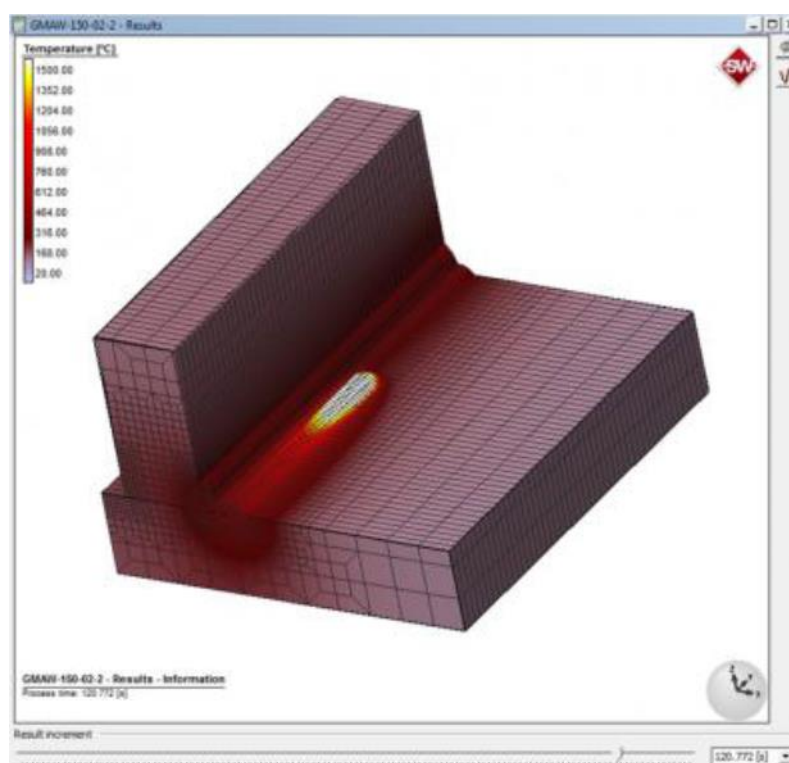 GMAW-150-02-2 - Results
Temperature [°C]
1500.00
1352.00
1204.00
1056.00
908.00
760.00
612.00
464.00
316.00
168.00
20.00
SW
GMAW-150-02-2 - Results - Information
Process time: 120.772 [s]
Result increment
120.772 [s]